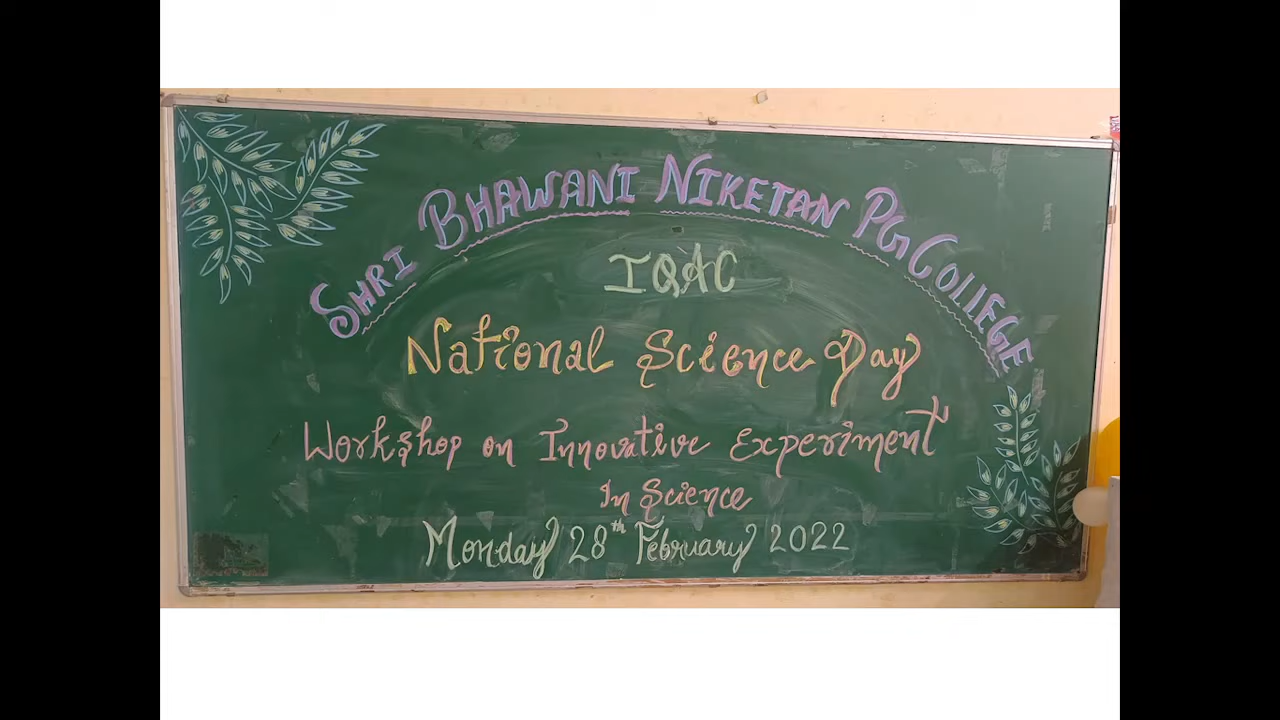 SHRI BHAWANI NIKETAN PG COLLEGE
IQAC
National Science Day
Workshop on Innovative Experiment
In Science
Monday 28th February 2022